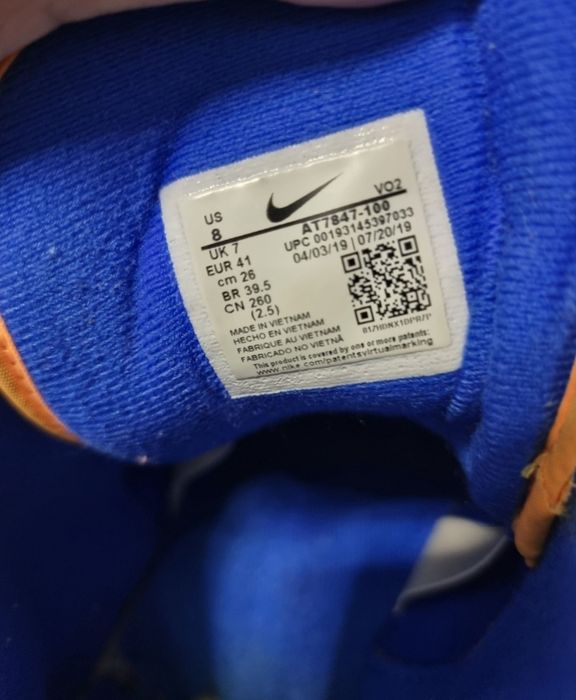 VO2
US
8
AT7847-100
UPC 00193145397033
04/03/19 | 07/20/19
UK 7
EUR 41
cm 26
BR 39.5
CN 260
(2.5)
MADE IN VIETNAM
HECHO EN VIETNAM
FABRIQUE AU VIETNAM
FABRICADO NO VIETNÃ
This product is covered by one or more patents:
www.nike.com/patentsvirtualmarking